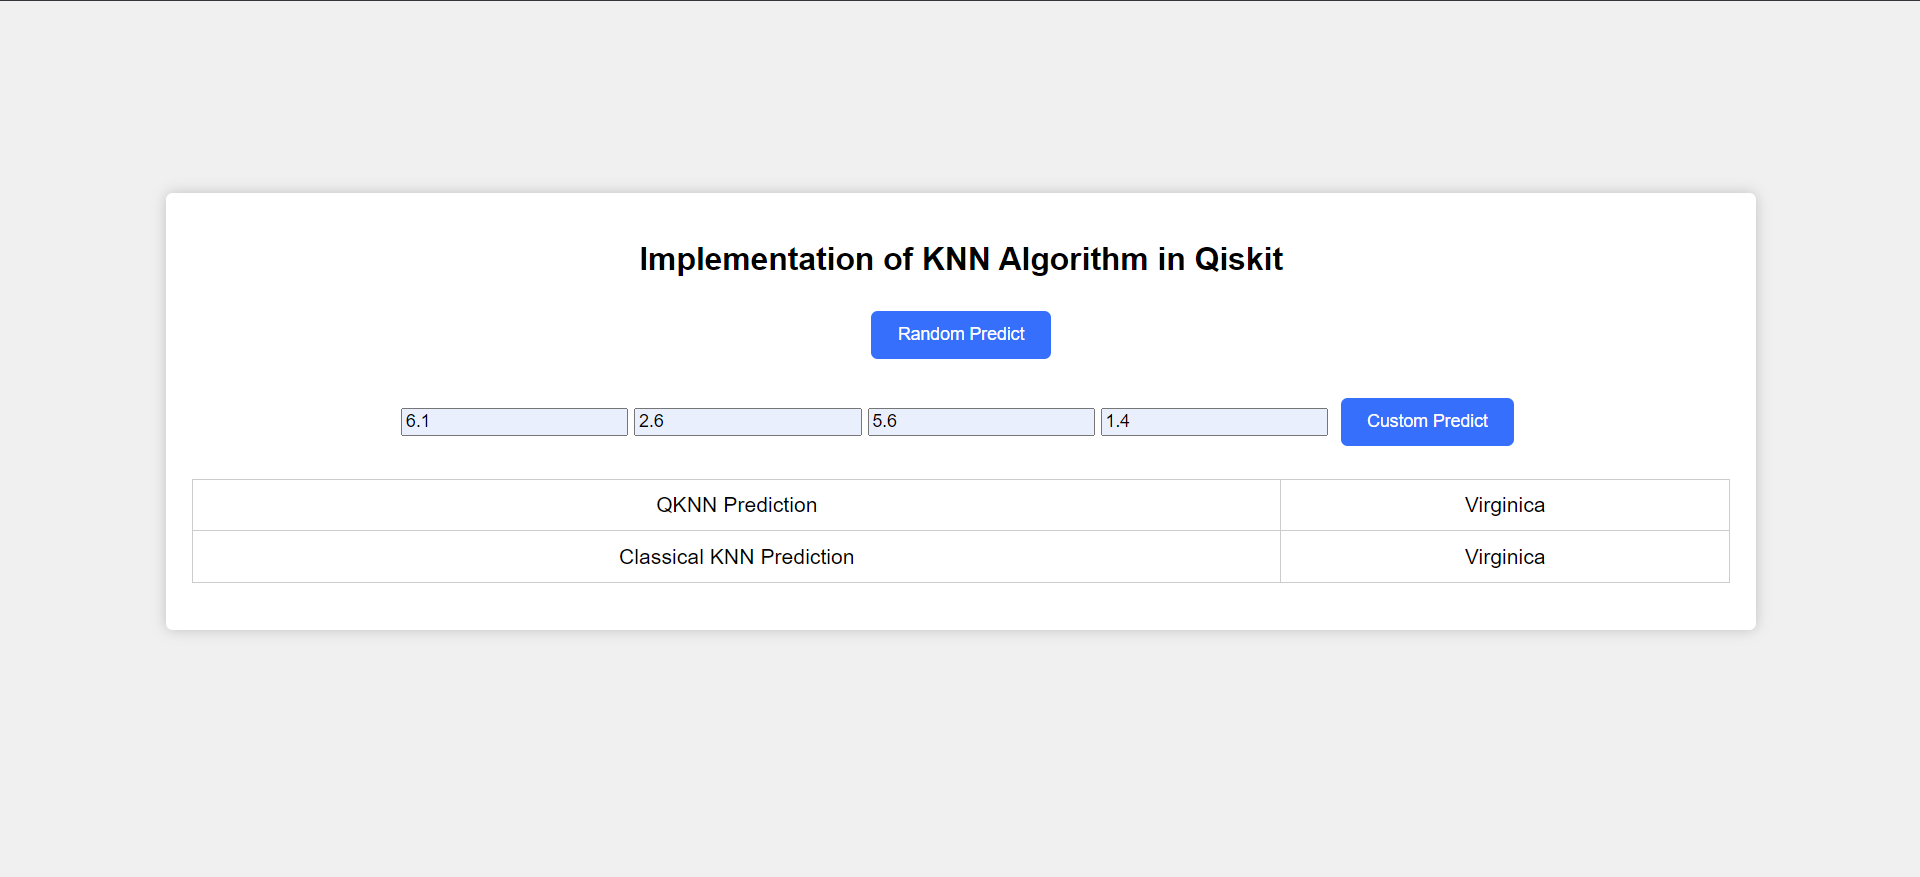 Implementation of KNN Algorithm in Qiskit
Random Predict
6.1 2.6 5.6 1.4 Custom Predict
QKNN Prediction Virginica
Classical KNN Prediction Virginica